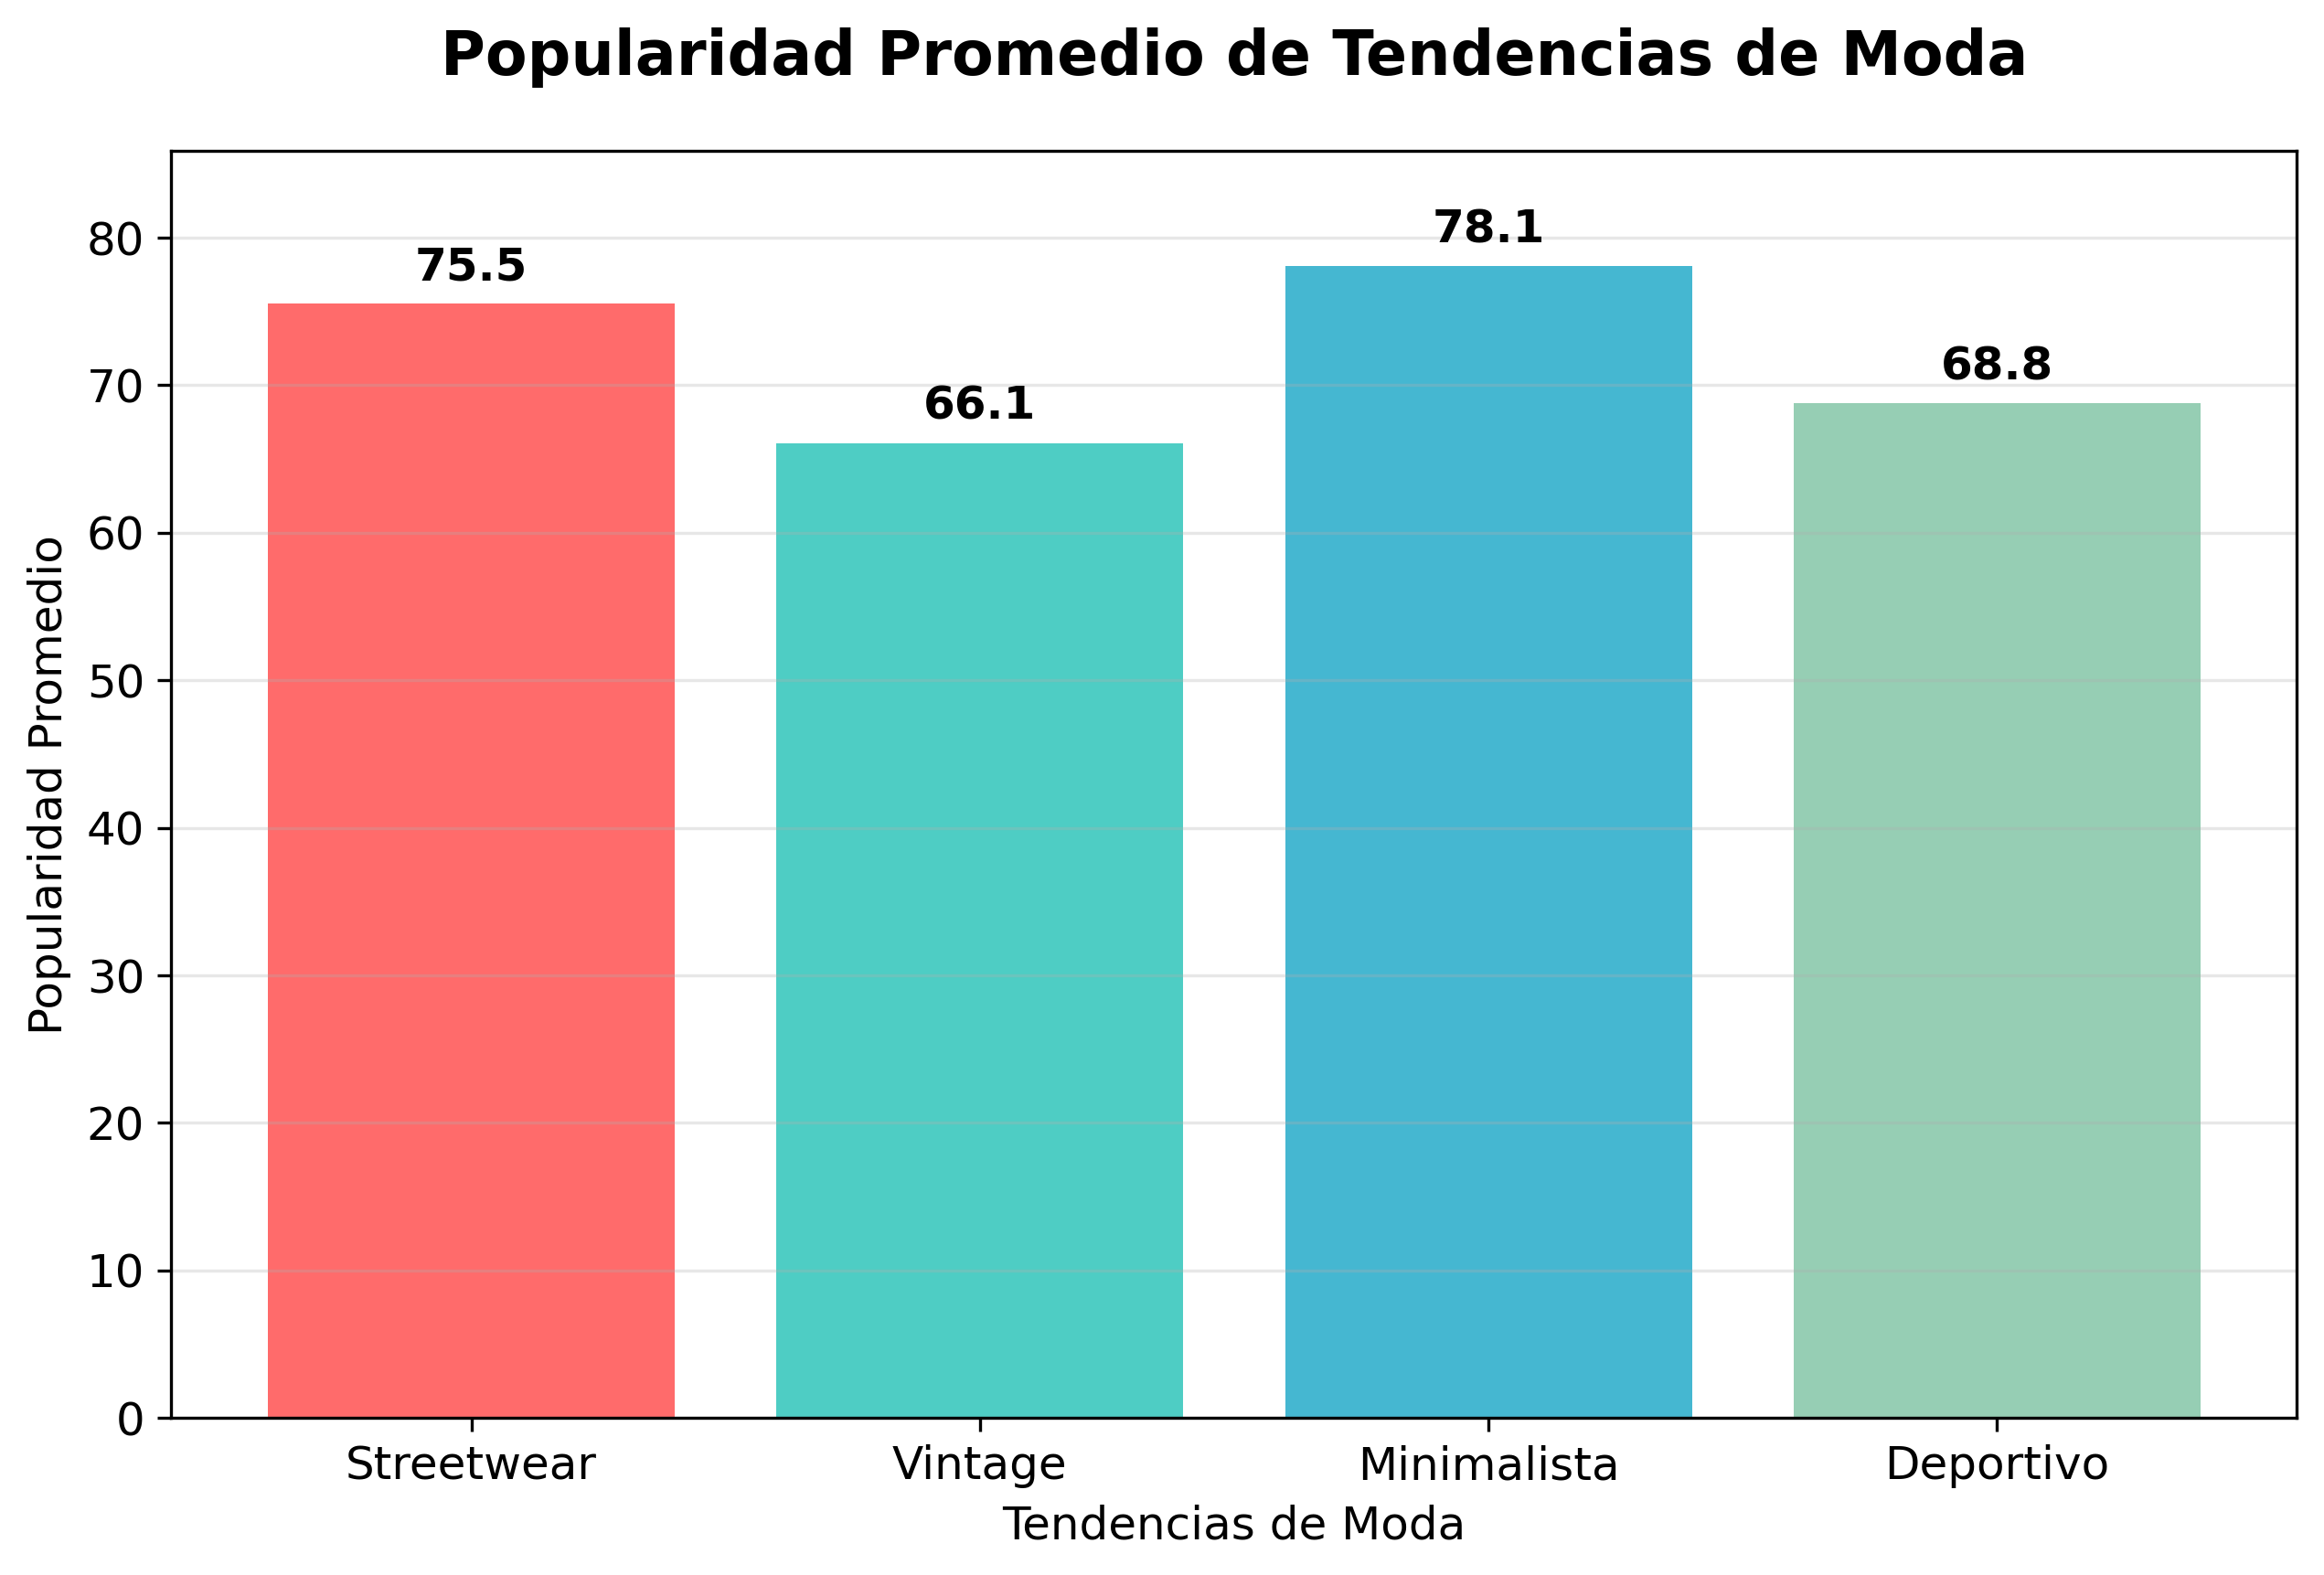 Popularidad Promedio de Tendencias de Moda
Popularidad Promedio
80
70
60
50
40
30
20
10
0
75.5
66.1
78.1
68.8
Streetwear
Vintage
Minimalista
Deportivo
Tendencias de Moda